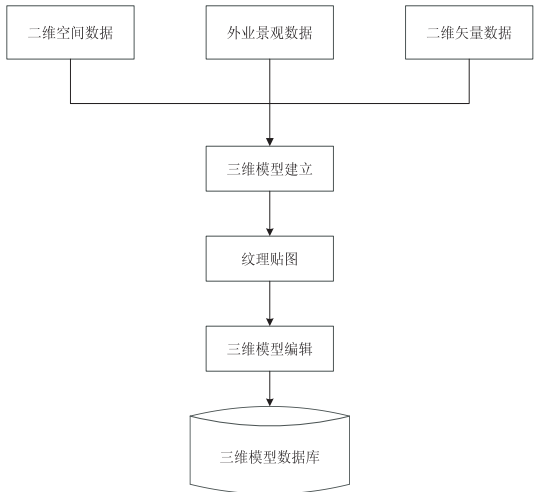 二维空间数据
外业景观数据
二维矢量数据
三维模型建立
纹理贴图
三维模型编辑
三维模型数据库